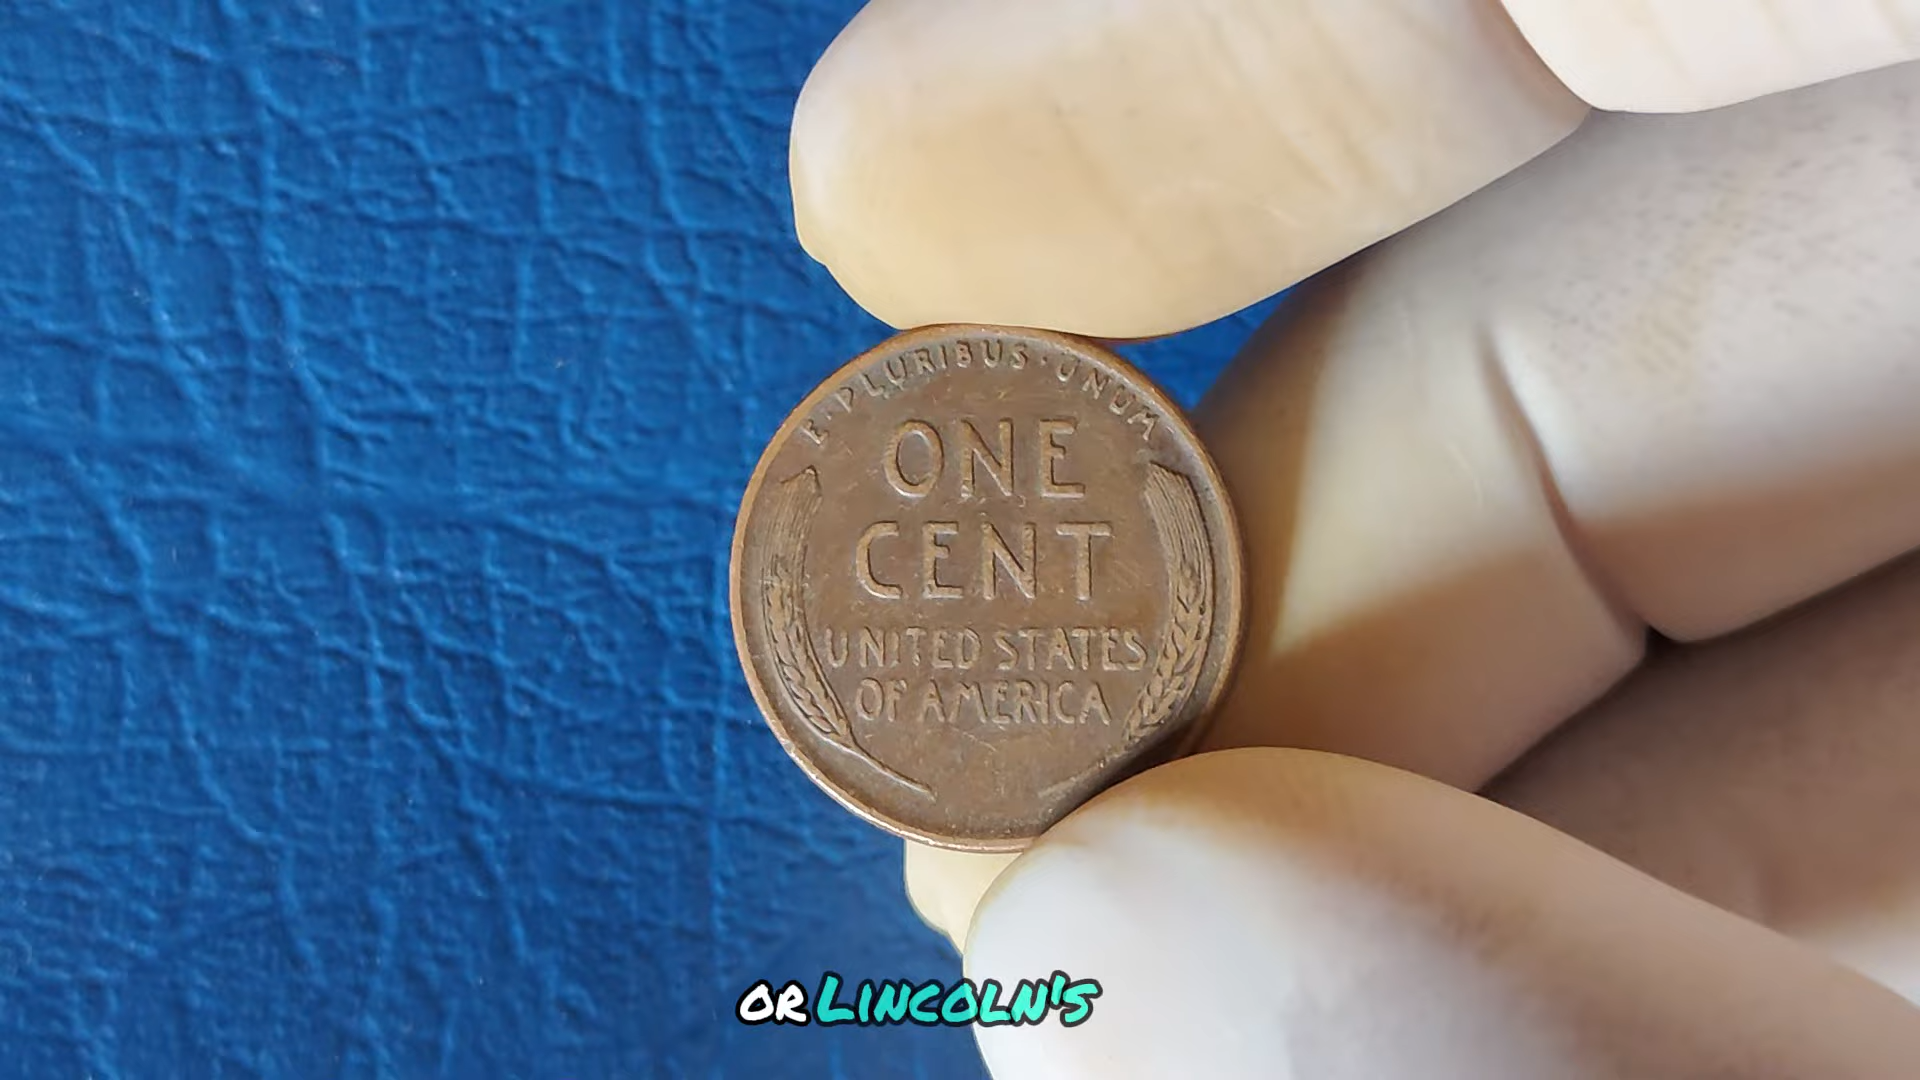 E·PLURIBUS·UNUM
ONE
CENT
UNITED STATES
OF AMERICA
OR LINCOLN'S